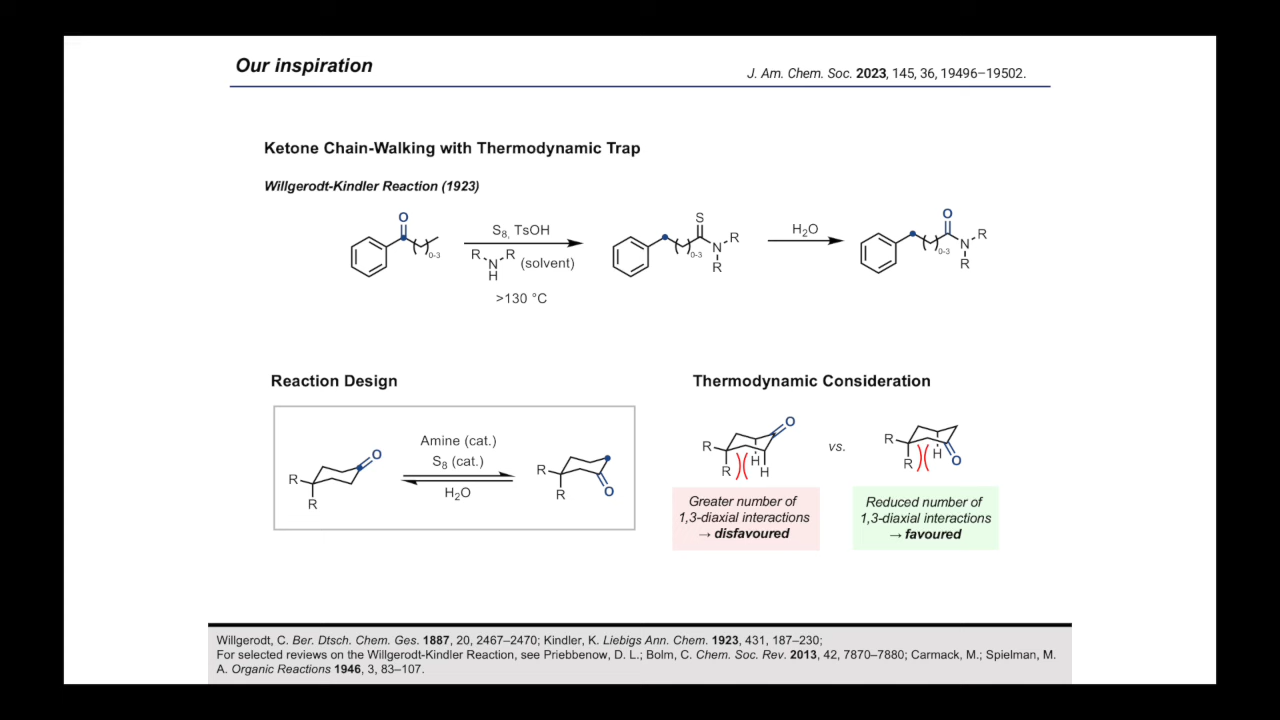 Our inspiration
J. Am. Chem. Soc. 2023, 145, 36, 19496–19502.
Ketone Chain-Walking with Thermodynamic Trap
Willgerodt-Kindler Reaction (1923)
O
0-3
S8, TsOH
R N R (solvent)
H
>130 °C
S
0-3
N
R
R
H2O
O
0-3
N
R
R
Reaction Design
R
R
O
Amine (cat.)
S8 (cat.)
H2O
R
R
O
Thermodynamic Consideration
R
R
H
H
O
vs.
R
R
H
O
Greater number of
1,3-diaxial interactions
→ disfavoured
Reduced number of
1,3-diaxial interactions
→ favoured
Willgerodt, C. Ber. Dtsch. Chem. Ges. 1887, 20, 2467–2470; Kindler, K. Liebigs Ann. Chem. 1923, 431, 187–230;
For selected reviews on the Willgerodt-Kindler Reaction, see Priebbenow, D. L.; Bolm, C. Chem. Soc. Rev. 2013, 42, 7870–7880; Carmack, M.; Spielman, M.
A. Organic Reactions 1946, 3, 83–107.